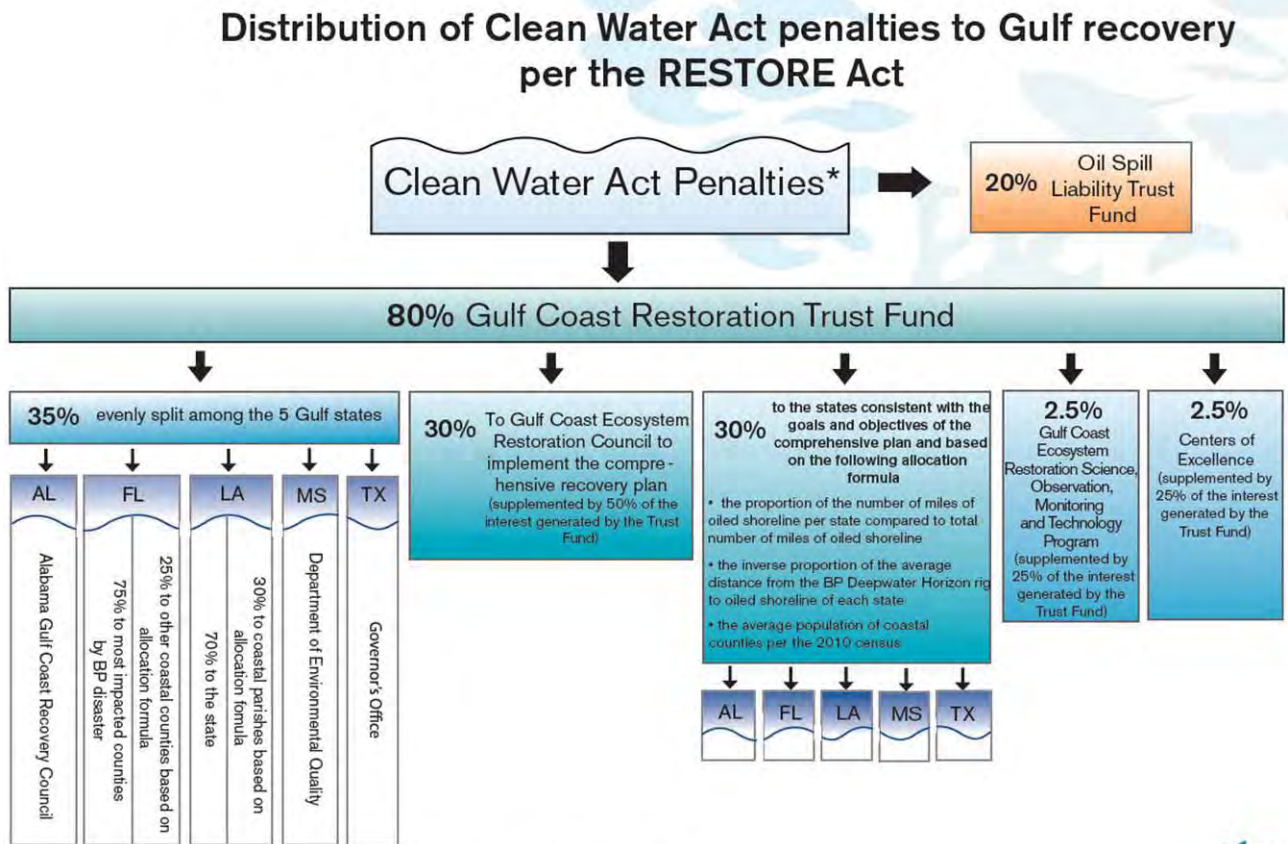 Distribution of Clean Water Act penalties to Gulf recovery
per the RESTORE Act
Clean Water Act Penalties*
20% Oil Spill
Liability Trust
Fund
80% Gulf Coast Restoration Trust Fund
35% evenly split among the 5 Gulf states
AL
FL
LA
MS
TX
Alabama Gulf Coast Recovery Council
25% to other coastal counties based on
allocation formula
75% to most impacted counties
by BP disaster
30% to coastal parishes based on
allocation fomula
70% to the state
Department of Environmental Quality
Governor's Office
30% To Gulf Coast Ecosystem
Restoration Council to
implement the compre -
hensive recovery plan
(supplemented by 50% of the
interest generated by the Trust
Fund)
30% to the states consistent with the
goals and objectives of the
comprehensive plan and based
on the following allocation
formula
• the proportion of the number of miles of
oiled shoreline per state compared to total
number of miles of oiled shoreline
• the inverse proportion of the average
distance from the BP Deepwater Horizon rig
to oiled shoreline of each state
• the average population of coastal
counties per the 2010 census
AL
FL
LA
MS
TX
2.5%
Gulf Coast
Ecosystem
Restoration Science,
Observation,
Monitoring
and Technology
Program
(supplemented by
25% of the interest
generated by the
Trust Fund)
2.5%
Centers of
Excellence
(supplemented by
25% of the interest
generated by the
Trust Fund)